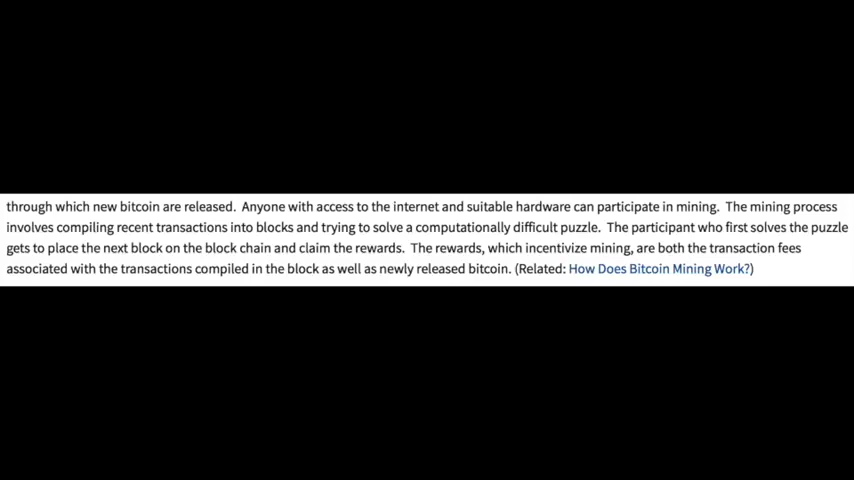 through which new bitcoin are released. Anyone with access to the internet and suitable hardware can participate in mining. The mining process
involves compiling recent transactions into blocks and trying to solve a computationally difficult puzzle. The participant who first solves the puzzle
gets to place the next block on the block chain and claim the rewards. The rewards, which incentivize mining, are both the transaction fees
associated with the transactions compiled in the block as well as newly released bitcoin. (Related: How Does Bitcoin Mining Work?)